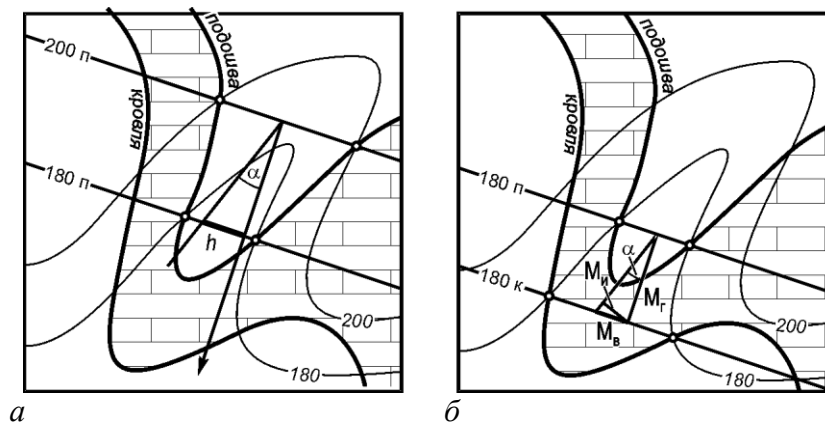 200 п
кровля
подошва
180 п
α
h
200
180
а
кровля
подошва
180 п
180 к
α
Mи
Mг
Mв
200
180
б